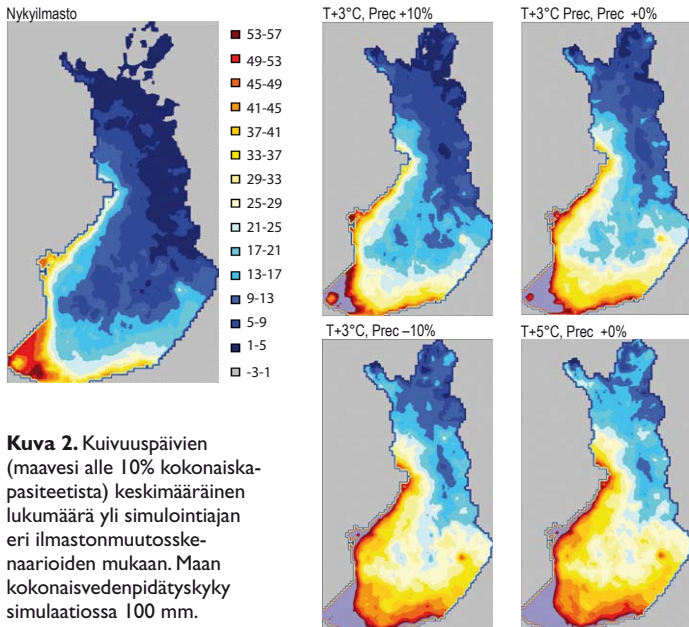 Nykyilmasto
53-57
49-53
45-49
41-45
37-41
33-37
29-33
25-29
21-25
17-21
13-17
9-13
5-9
1-5
-3-1
T+3°C, Prec +10%
T+3°C Prec, Prec +0%
T+3°C, Prec –10%
T+5°C, Prec +0%
Kuva 2. Kuivuuspäivien
(maavesi alle 10% kokonaiska-
pasiteetista) keskimääräinen
lukumäärä yli simulointiajan
eri ilmastonmuutosske-
naarioiden mukaan. Maan
kokonaisvedenpidätyskyky
simulaatiossa 100 mm.